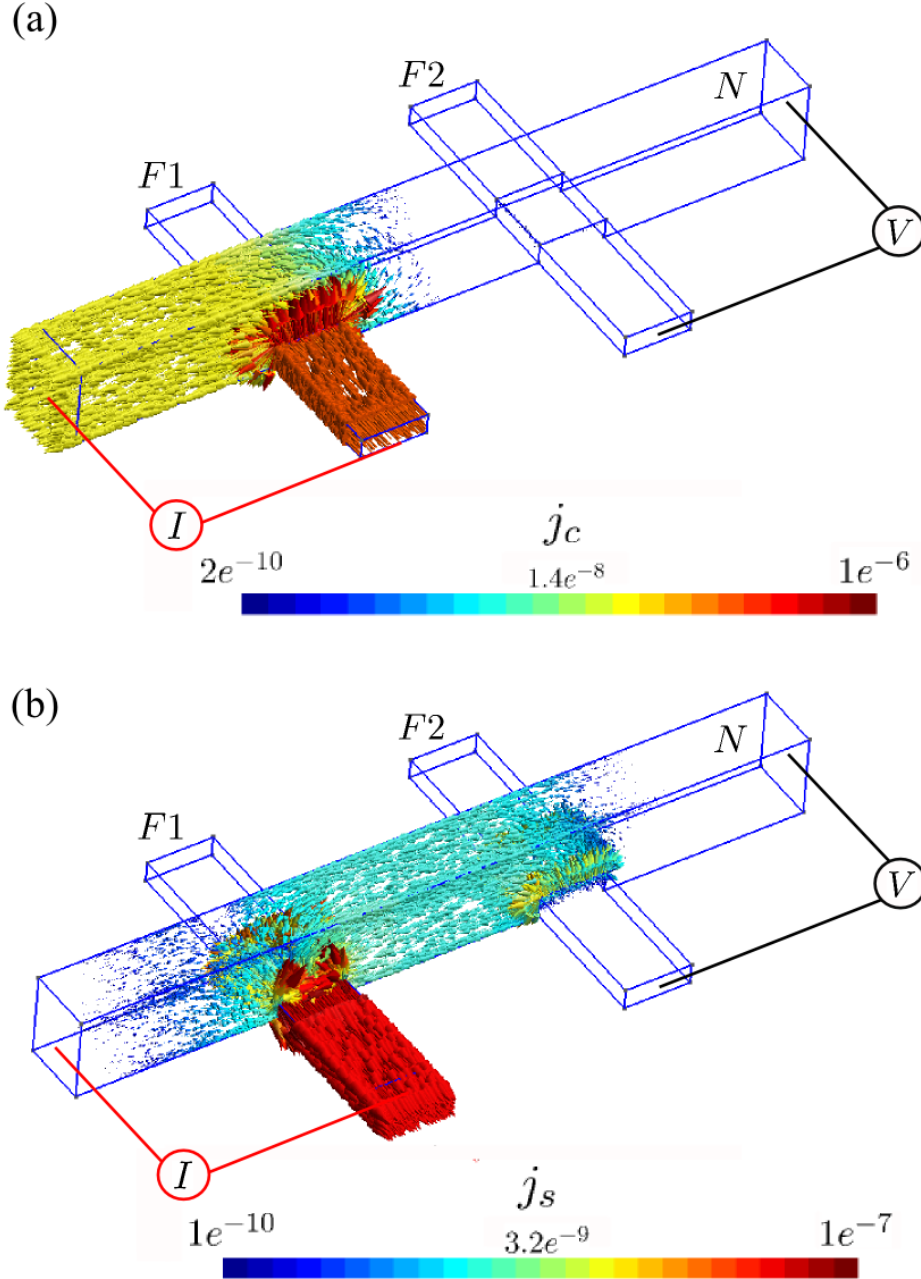 (a)
F2
N
F1
V
I
j_c
2e^{-10} 1.4e^{-8} 1e^{-6}
(b)
F2
N
F1
V
I
j_s
1e^{-10} 3.2e^{-9} 1e^{-7}